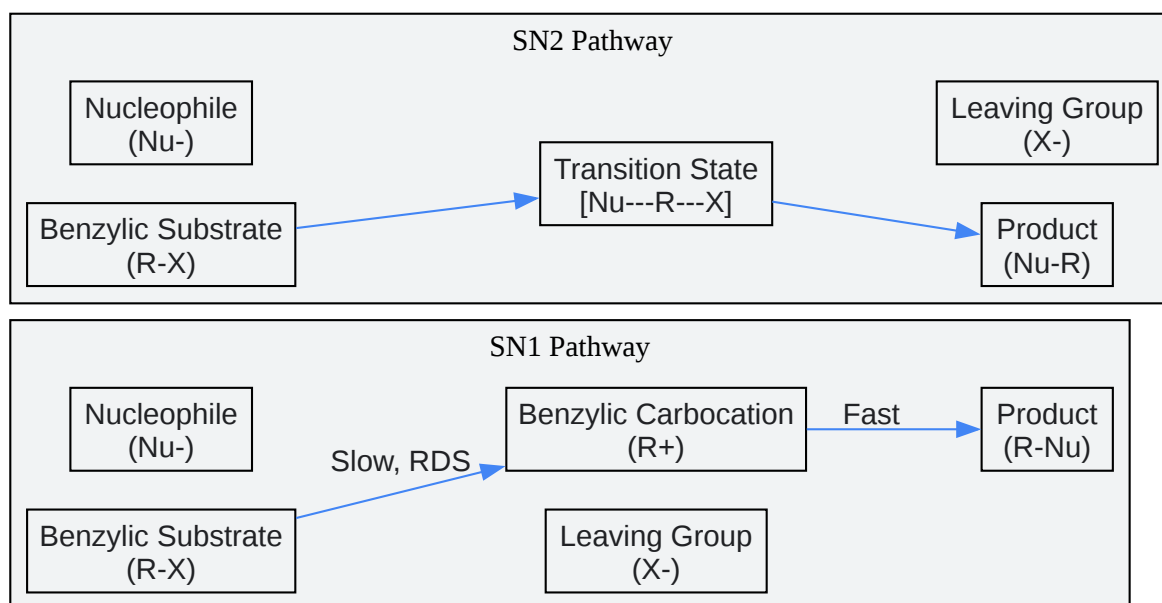 SN2 Pathway
Nucleophile
(Nu-)
Leaving Group
(X-)
Transition State
[Nu---R---X]
Benzylic Substrate
(R-X)
Product
(Nu-R)
SN1 Pathway
Nucleophile
(Nu-)
Benzylic Carbocation
(R+)
Fast
Product
(R-Nu)
Slow, RDS
Benzylic Substrate
(R-X)
Leaving Group
(X-)